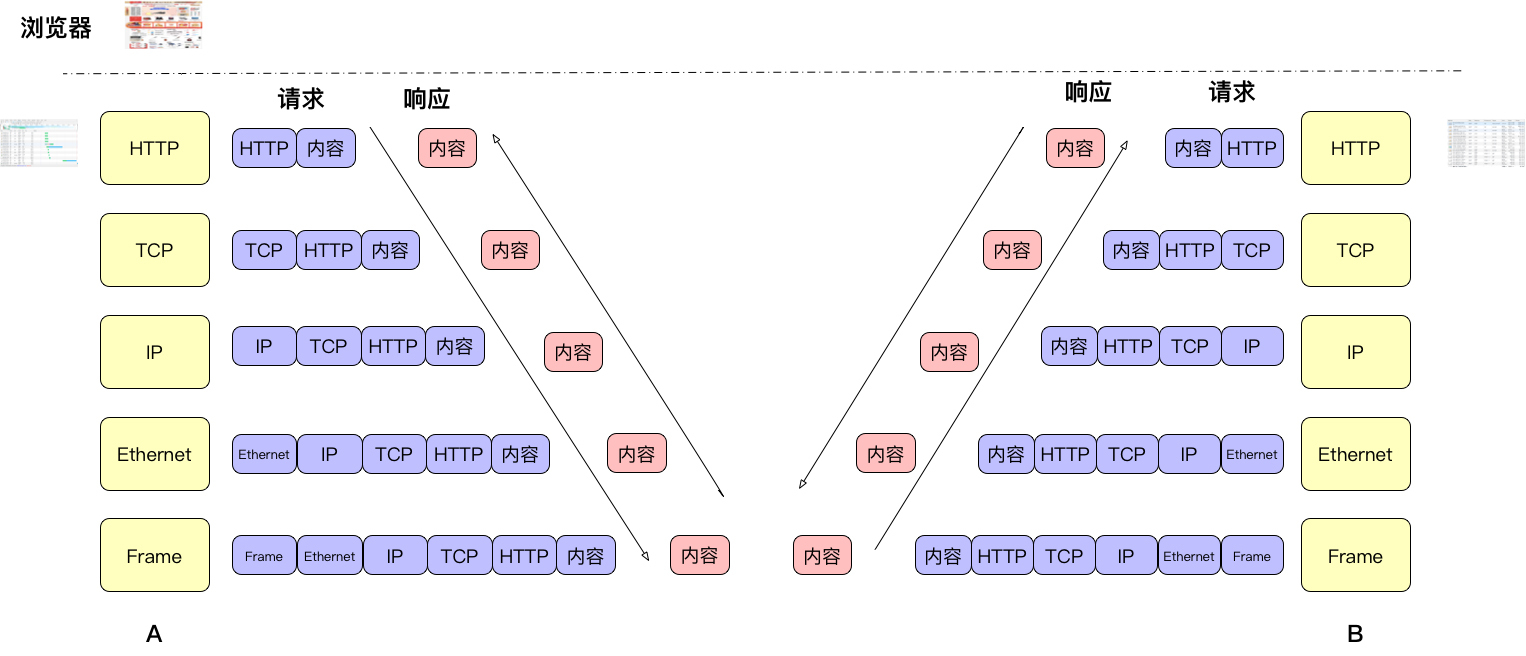 浏览器
请求 响应 响应 请求
HTTP HTTP 内容 内容 内容 内容 HTTP HTTP
TCP TCP HTTP 内容 内容 内容 内容 HTTP TCP TCP
IP IP TCP HTTP 内容 内容 内容 内容 HTTP TCP IP IP
Ethernet Ethernet IP TCP HTTP 内容 内容 内容 内容 HTTP TCP IP Ethernet Ethernet
Frame Frame Ethernet IP TCP HTTP 内容 内容 内容 内容 HTTP TCP IP Ethernet Frame Frame
A B